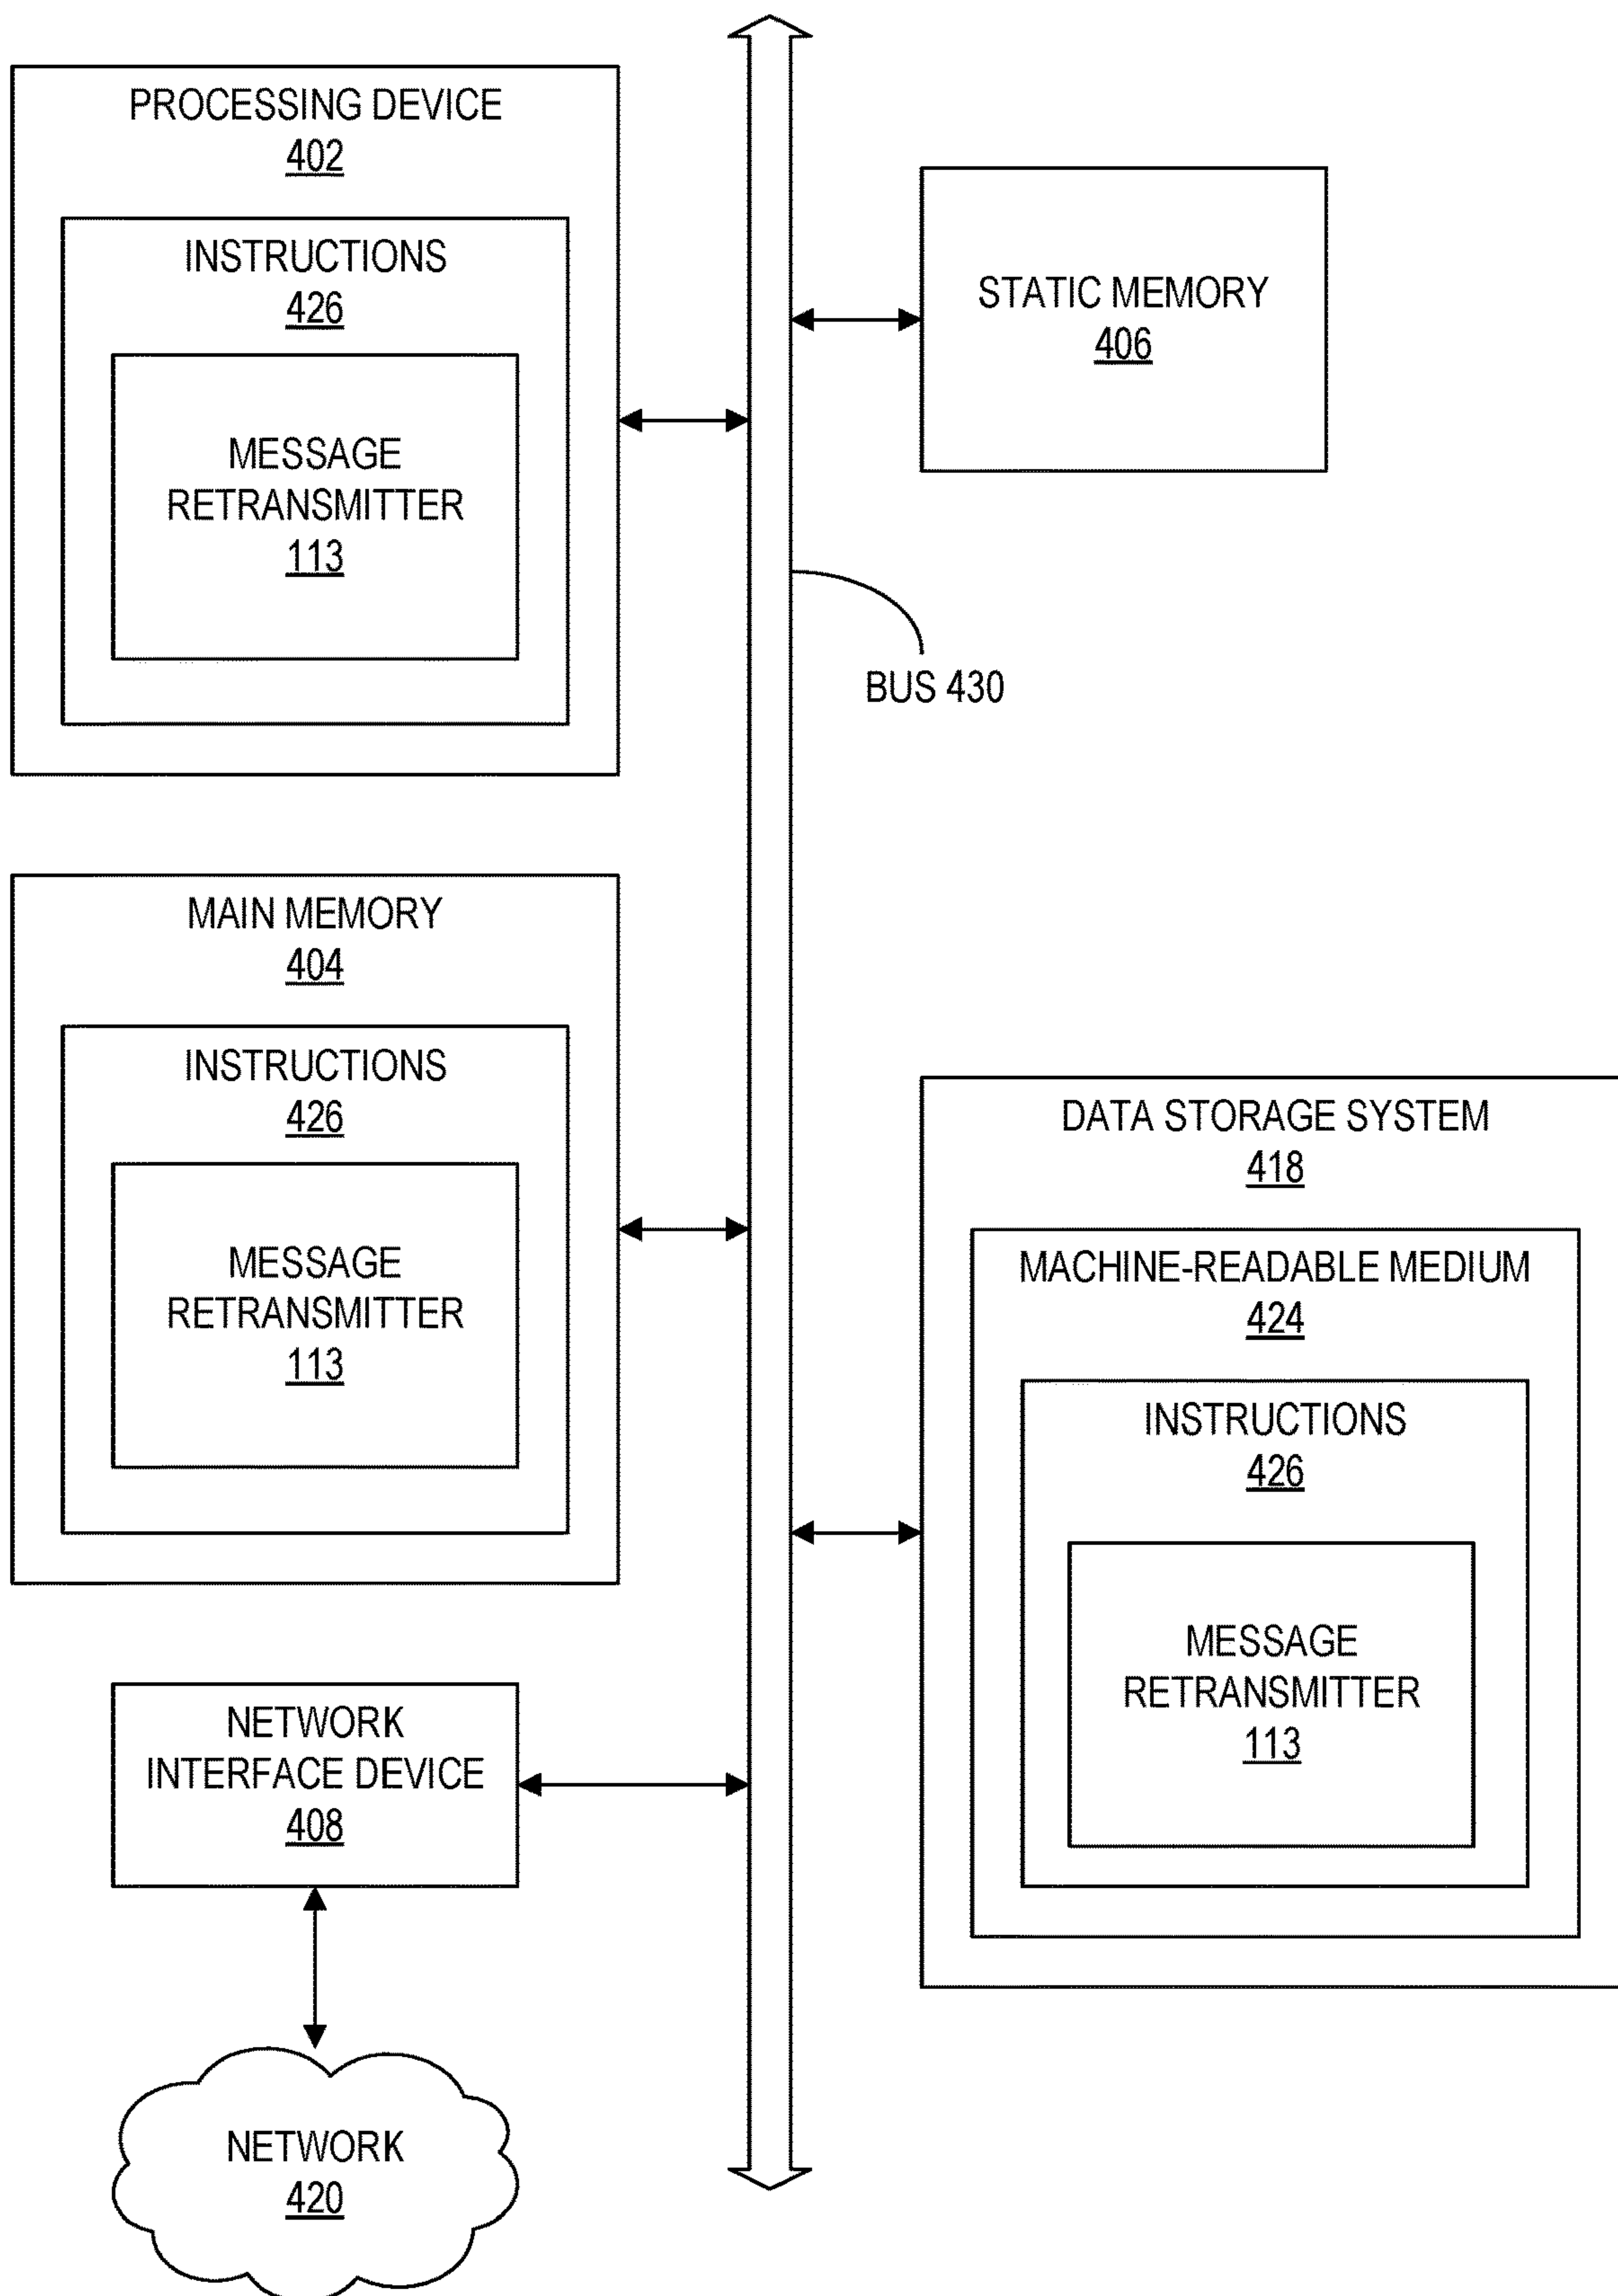 PROCESSING DEVICE
402
INSTRUCTIONS
426
MESSAGE
RETRANSMITTER
113
STATIC MEMORY
406
BUS 430
MAIN MEMORY
404
INSTRUCTIONS
426
MESSAGE
RETRANSMITTER
113
DATA STORAGE SYSTEM
418
MACHINE-READABLE MEDIUM
424
INSTRUCTIONS
426
MESSAGE
RETRANSMITTER
113
NETWORK
INTERFACE DEVICE
408
NETWORK
420